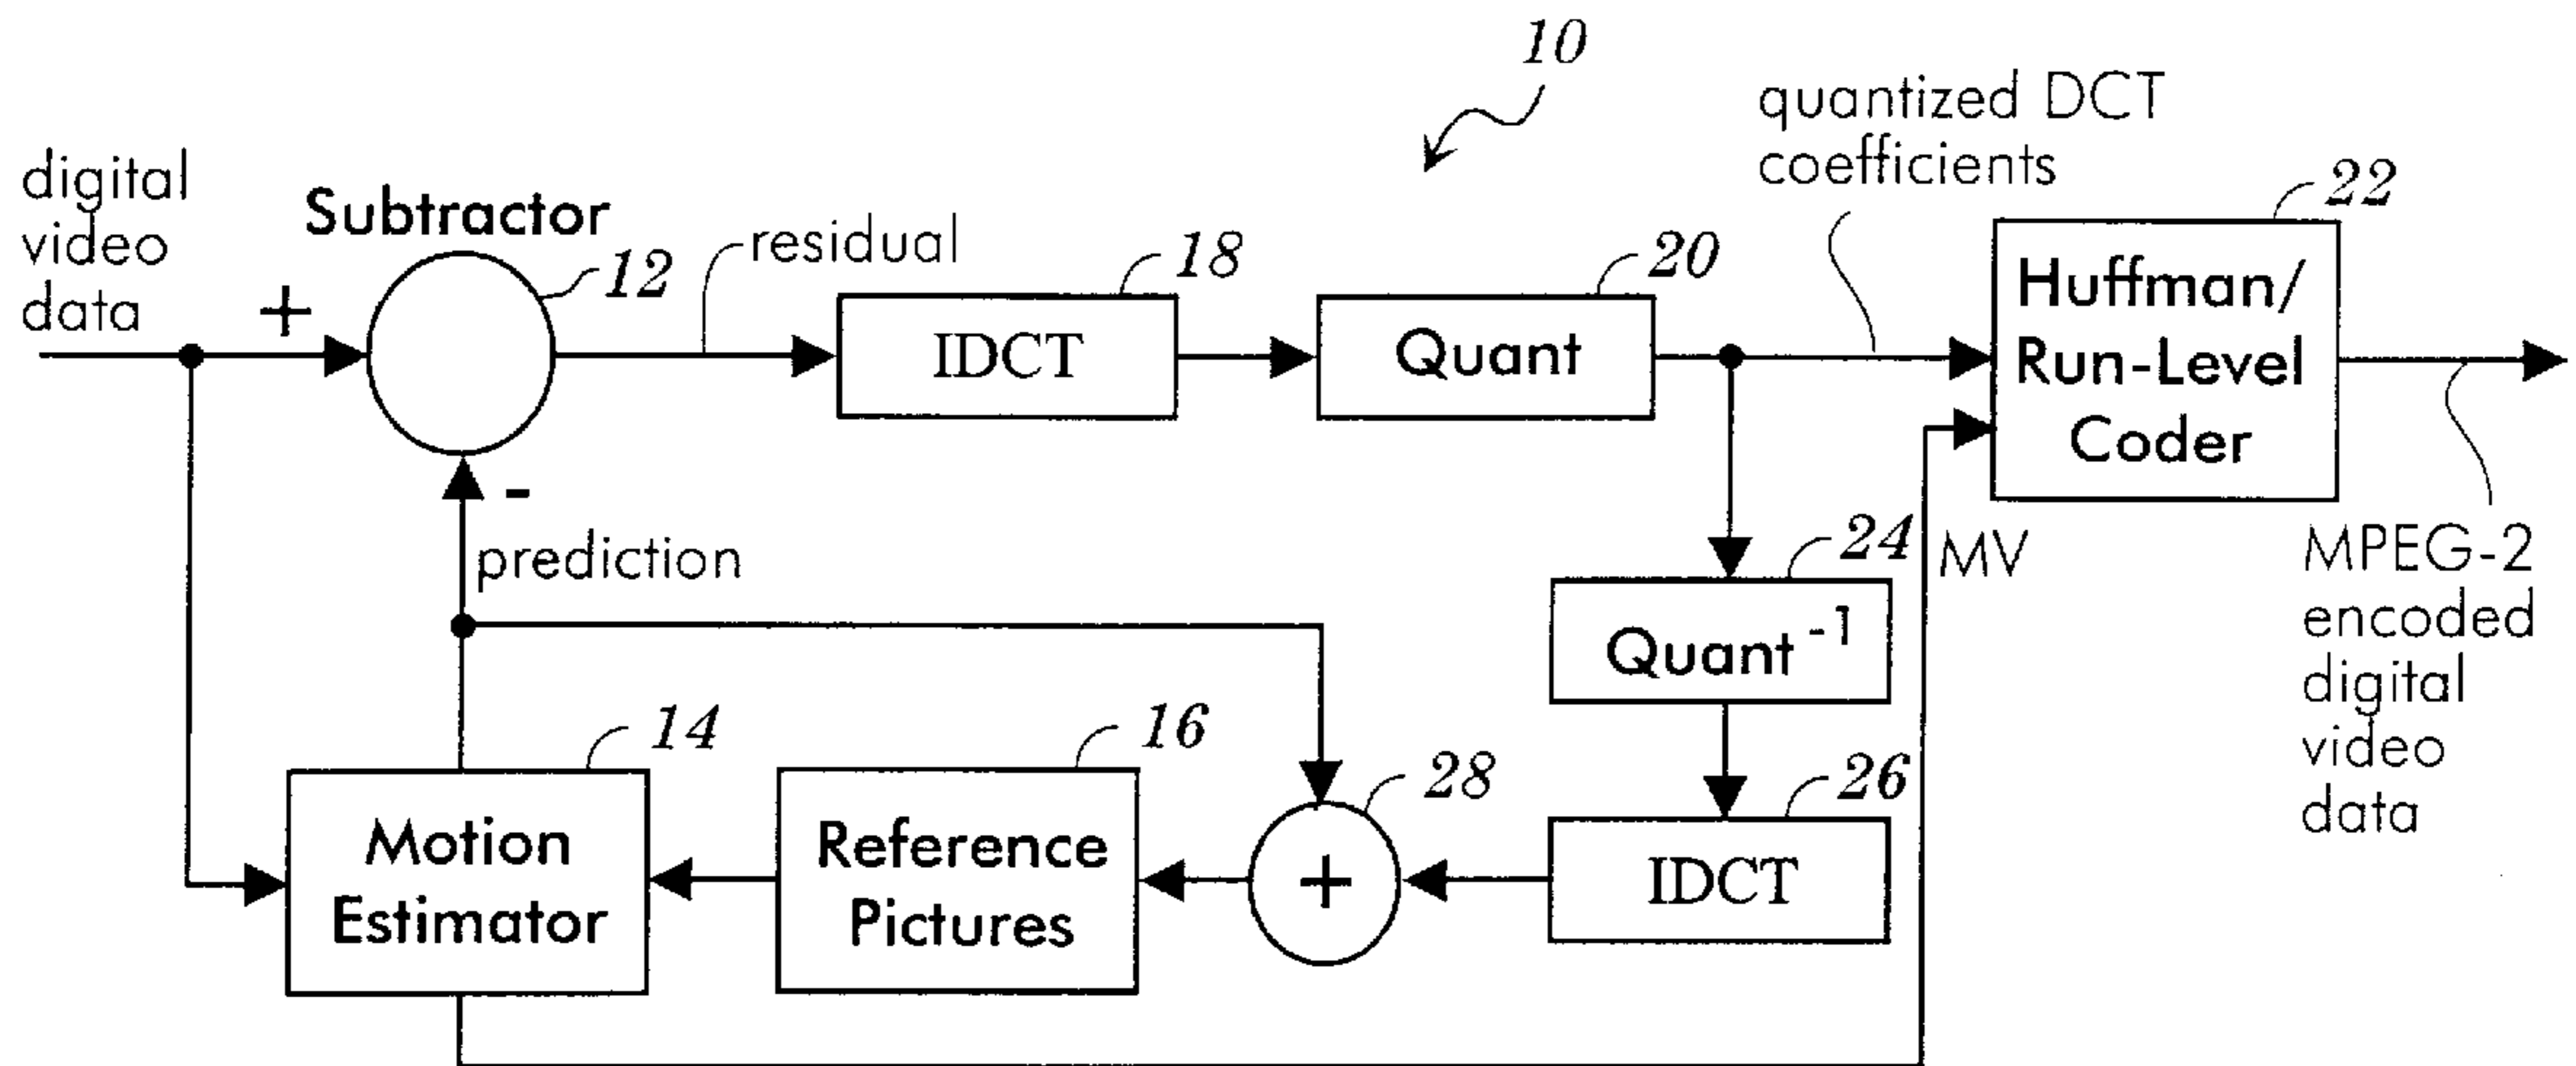 10
digital
video
data
Subtractor
+
12
residual
18
IDCT
20
Quant
quantized DCT
coefficients
22
Huffman/
Run-Level
Coder
-
prediction
24
Quant -1
MV
MPEG-2
encoded
digital
video
data
14
Motion
Estimator
16
Reference
Pictures
28
+
26
IDCT